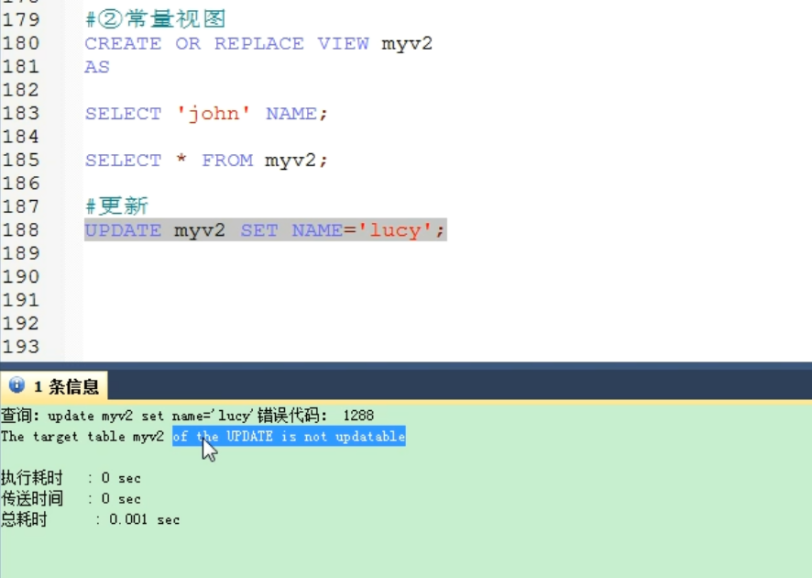 179 #②常量视图
180 CREATE OR REPLACE VIEW myv2
181 AS
182
183 SELECT 'john' NAME;
184
185 SELECT * FROM myv2;
186
187 #更新
188 UPDATE myv2 SET NAME='lucy';
189
190
191
192
193
1 条信息
查询: update myv2 set name='lucy' 错误代码: 1288
The target table myv2 of the UPDATE is not updatable
执行耗时 : 0 sec
传送时间 : 0 sec
总耗时 : 0.001 sec